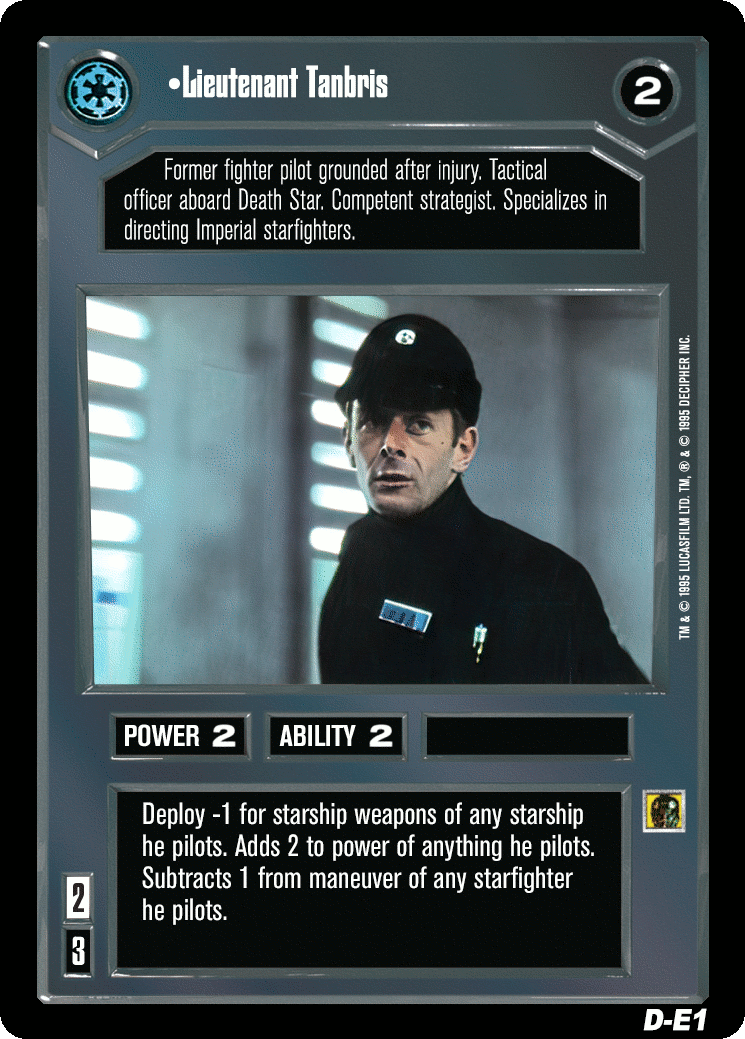 •Lieutenant Tanbris
2
Former fighter pilot grounded after injury. Tactical
officer aboard Death Star. Competent strategist. Specializes in
directing Imperial starfighters.
TM & © 1995 LUCASFILM LTD. TM, ® & © 1995 DECIPHER INC.
POWER 2
ABILITY 2
Deploy -1 for starship weapons of any starship
he pilots. Adds 2 to power of anything he pilots.
Subtracts 1 from maneuver of any starfighter
he pilots.
2
3
D-E1